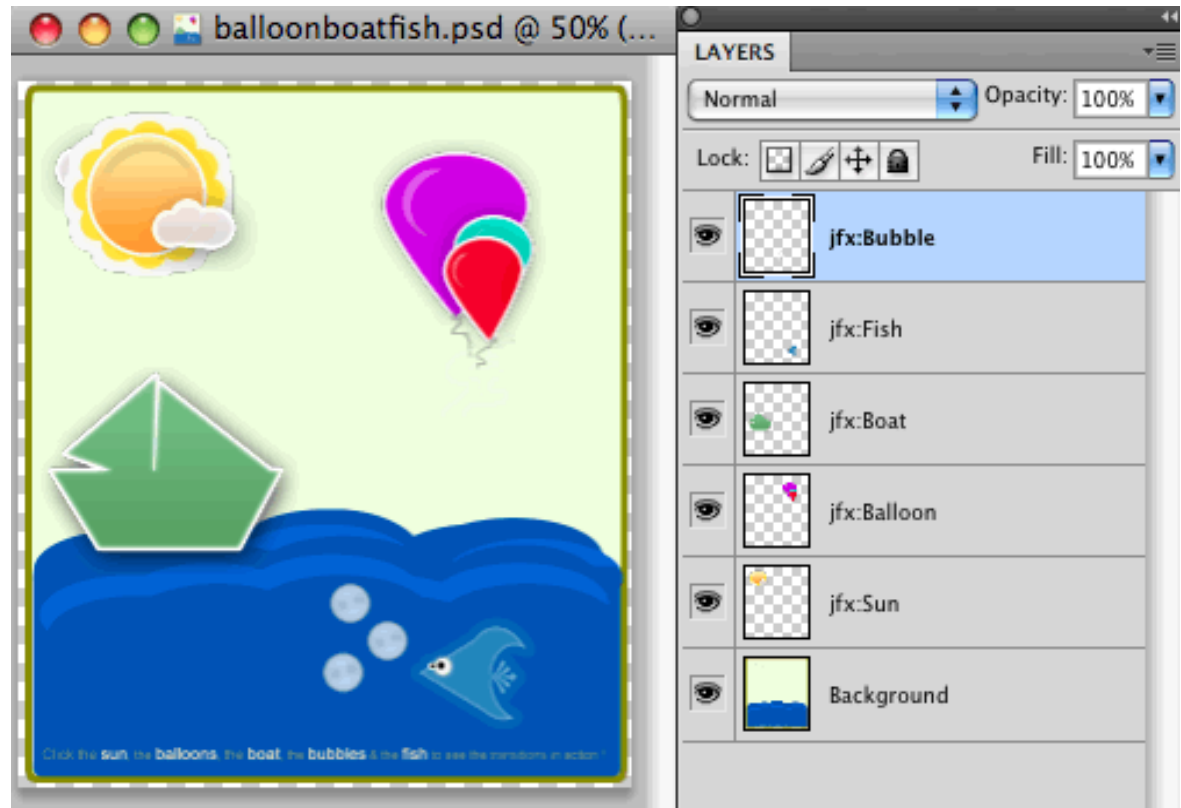 balloonboatfish.psd @ 50% (...
LAYERS
Normal
Opacity: 100%
Lock:
Fill: 100%
jfx:Bubble
jfx:Fish
jfx:Boat
jfx:Balloon
jfx:Sun
Background
Click the sun, the balloons, the boat, the bubbles & the fish to see the transitions in action !